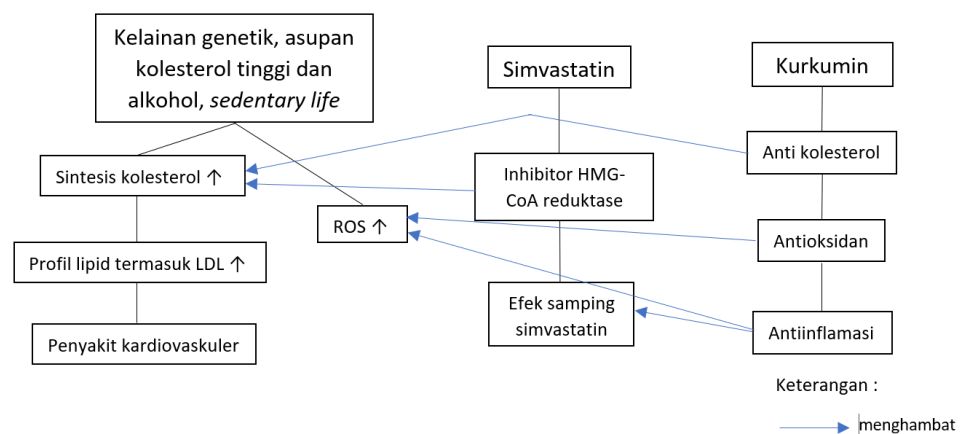 Kelainan genetik, asupan
kolesterol tinggi dan
alkohol, sedentary life
Simvastatin
Kurkumin
Anti kolesterol
Sintesis kolesterol ↑
Inhibitor HMG-
CoA reduktase
ROS ↑
Antioksidan
Profil lipid termasuk LDL ↑
Efek samping
simvastatin
Antiinflamasi
Penyakit kardiovaskuler
Keterangan :
menghambat